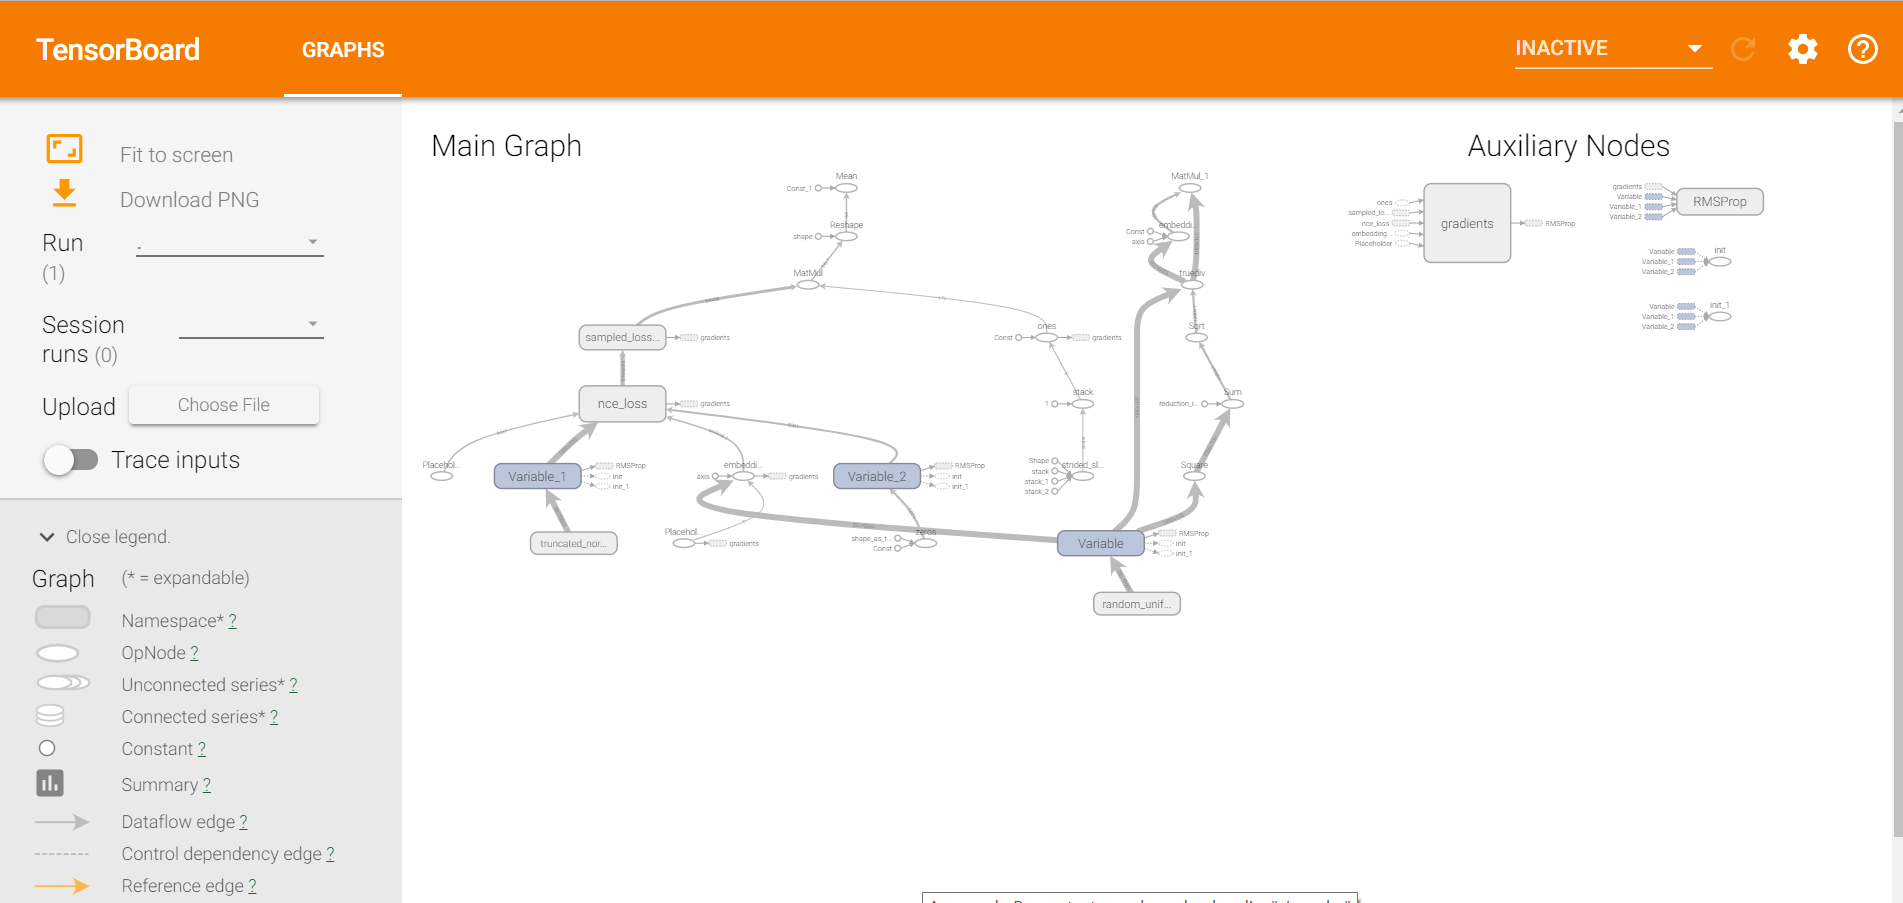 TensorBoard
GRAPHS
INACTIVE
Fit to screen
Download PNG
Run
(1)
.
Session
runs (0)
Upload
Choose File
Trace inputs
Close legend.
Graph
(* = expandable)
Namespace* ?
OpNode ?
Unconnected series* ?
Connected series* ?
Constant ?
Summary ?
Dataflow edge ?
Control dependency edge ?
Reference edge ?
Main Graph
Mean
Const_1
Reshape
shape
MatMul
sampled_loss...
gradients
ones
Const
gradients
nce_loss
gradients
stack
1
Placehol...
Variable_1
RMSProp
init
init_1
embeddi...
axis
gradients
Variable_2
RMSProp
init
init_1
Shape
stack
stack_1
stack_2
strided_sl...
truncated_nor...
Placehol...
gradients
zeros
shape_as_t...
Const
MatMul_1
embeddi...
Const
axis
truediv
Sqrt
Sum
reduction_i...
Square
Variable
RMSProp
init
init_1
random_unif...
Auxiliary Nodes
ones
sampled_lo...
nce_loss
embedding...
Placeholder
gradients
RMSProp
gradients
Variable
Variable_1
Variable_2
RMSProp
Variable
Variable_1
Variable_2
init
Variable
Variable_1
Variable_2
init_1